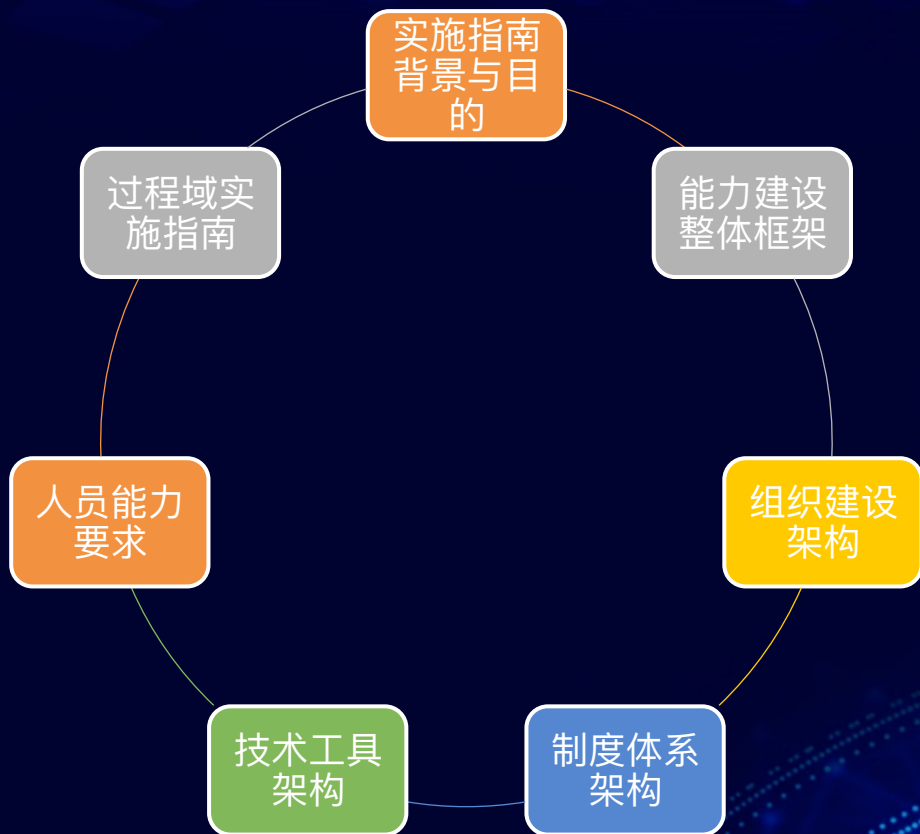 实施指南
背景与目
的
能力建设
整体框架
组织建设
架构
制度体系
架构
技术工具
架构
人员能力
要求
过程域实
施指南